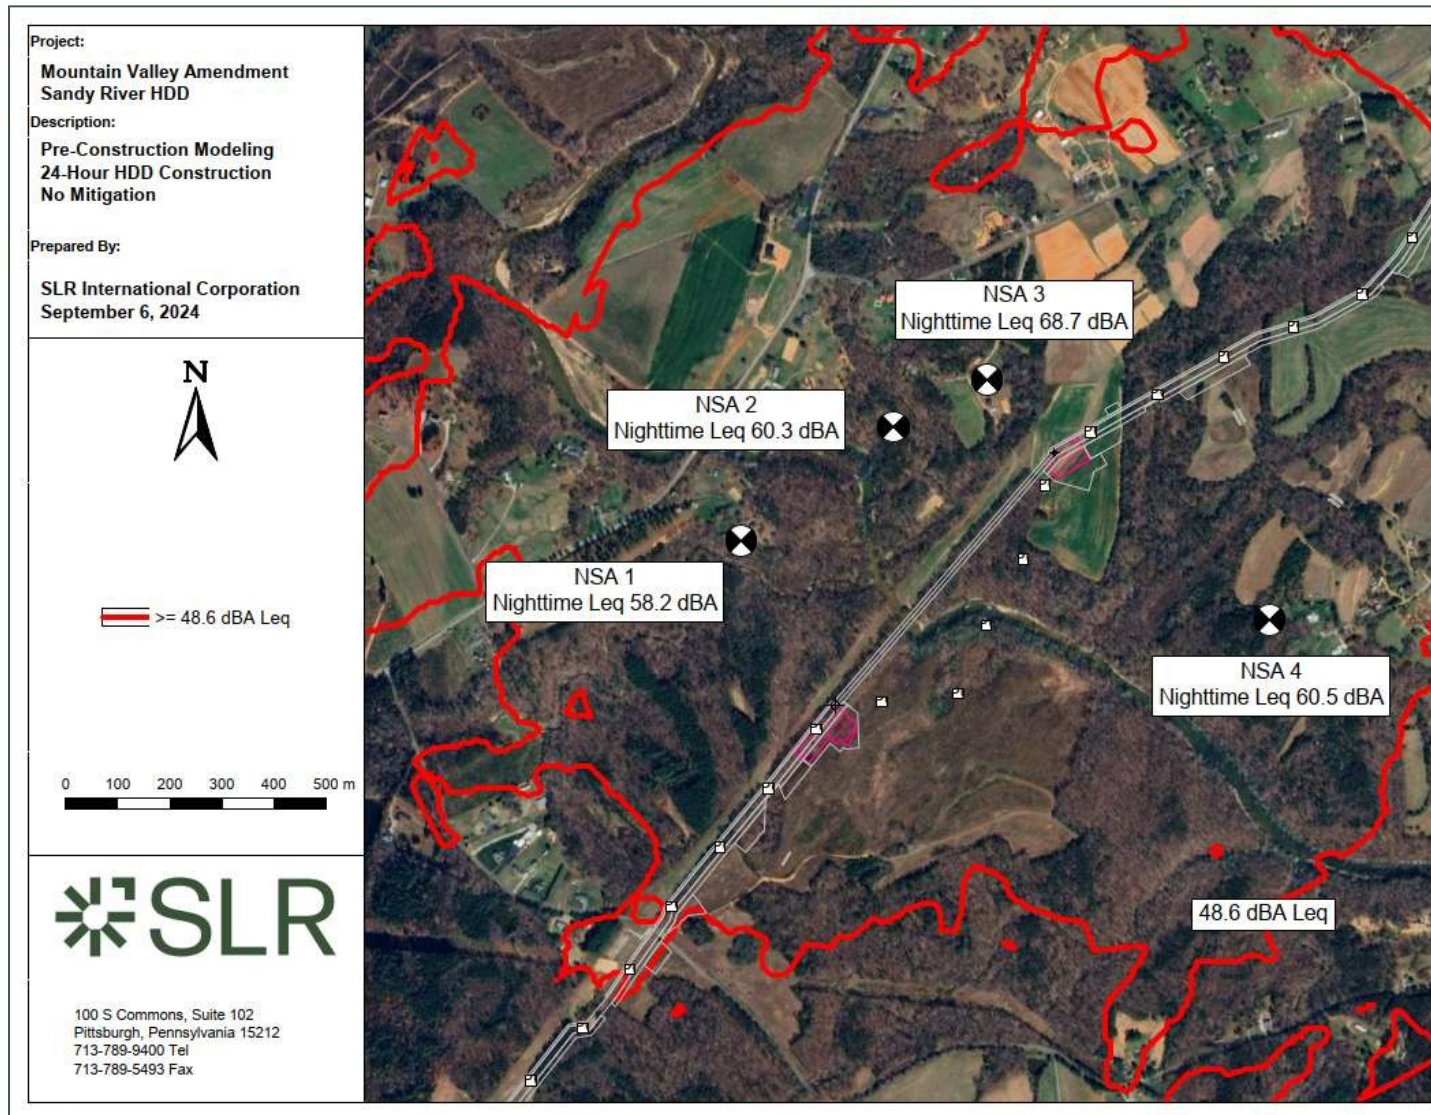 Project:
Mountain Valley Amendment
Sandy River HDD
Description:
Pre-Construction Modeling
24-Hour HDD Construction
No Mitigation
Prepared By:
SLR International Corporation
September 6, 2024
N
>= 48.6 dBA Leq
0 100 200 300 400 500 m
SLR
100 S Commons, Suite 102
Pittsburgh, Pennsylvania 15212
713-789-9400 Tel
713-789-5493 Fax
NSA 3
Nighttime Leq 68.7 dBA
NSA 2
Nighttime Leq 60.3 dBA
NSA 1
Nighttime Leq 58.2 dBA
NSA 4
Nighttime Leq 60.5 dBA
48.6 dBA Leq